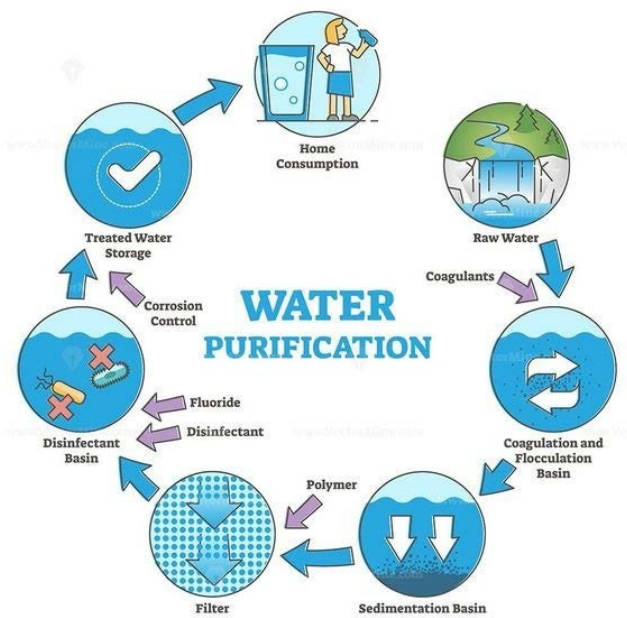 Home
Consumption
Raw Water
Treated Water
Storage
Coagulants
Corrosion
Control
WATER
PURIFICATION
Fluoride
Disinfectant
Disinfectant
Basin
Coagulation and
Flocculation
Basin
Polymer
Filter
Sedimentation Basin